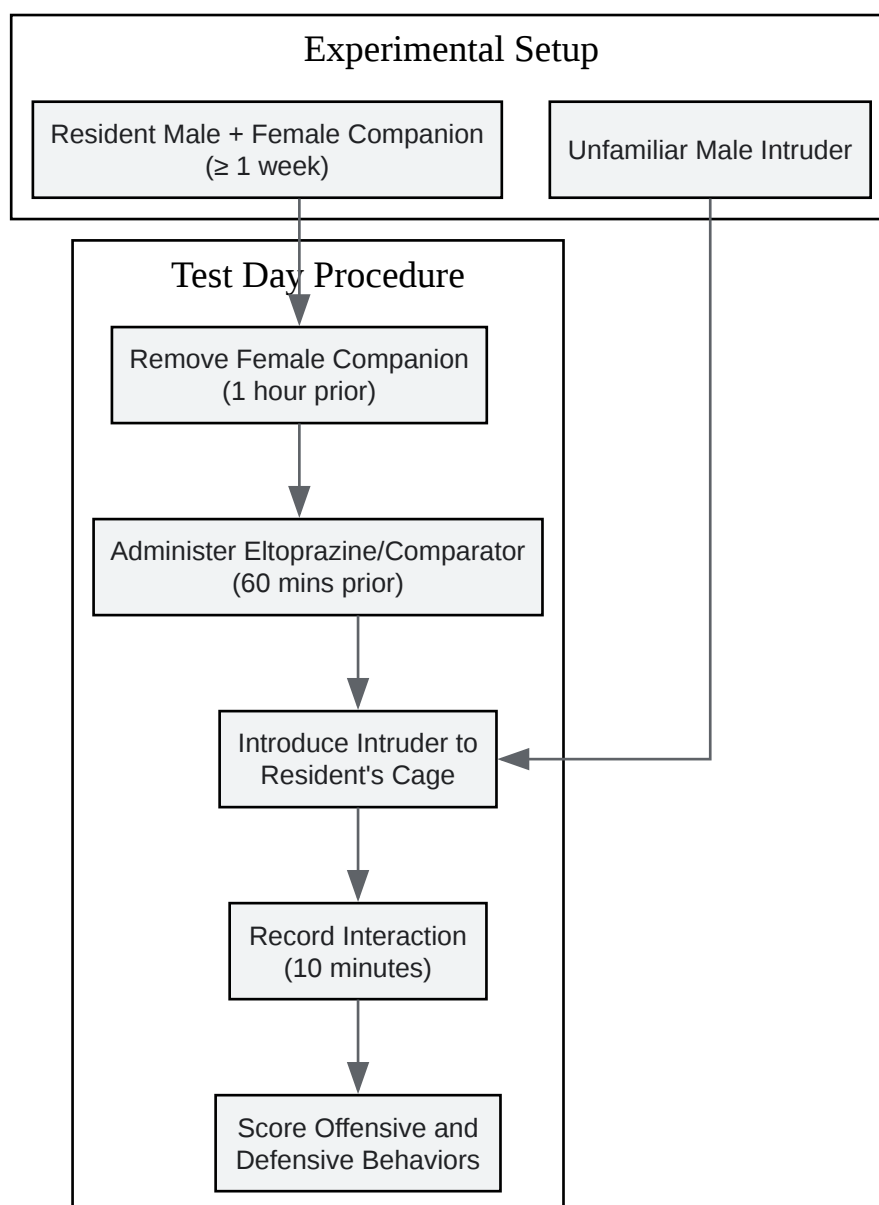 Experimental Setup
Resident Male + Female Companion
(≥ 1 week)
Unfamiliar Male Intruder
Test Day Procedure
Remove Female Companion
(1 hour prior)
Administer Eltoprazine/Comparator
(60 mins prior)
Introduce Intruder to
Resident's Cage
Record Interaction
(10 minutes)
Score Offensive and
Defensive Behaviors